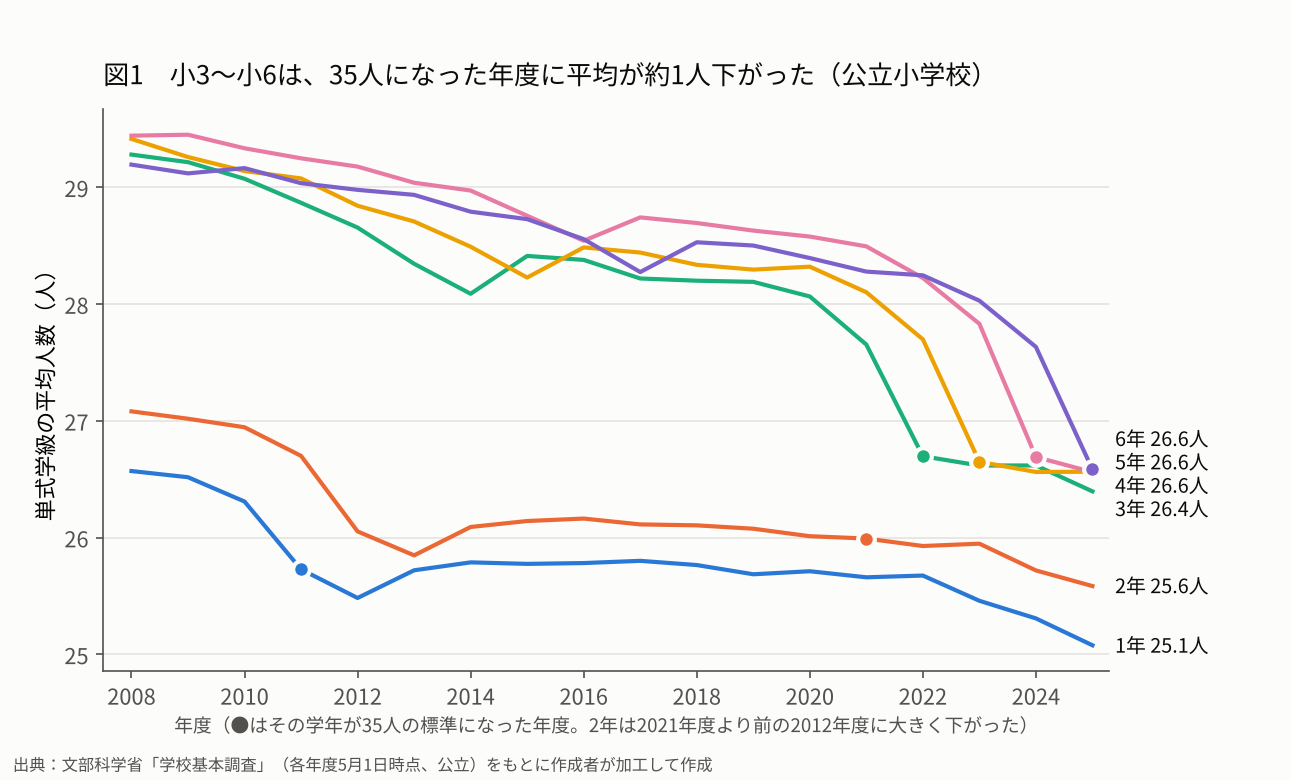 図1　小3〜小6は、35人になった年度に平均が約1人下がった（公立小学校）
単式学級の平均人数（人）
29
28
27
26
25
6年 26.6人
5年 26.6人
4年 26.6人
3年 26.4人
2年 25.6人
1年 25.1人
2008 2010 2012 2014 2016 2018 2020 2022 2024
年度（●はその学年が35人の標準になった年度。2年は2021年度より前の2012年度に大きく下がった）
出典：文部科学省「学校基本調査」（各年度5月1日時点、公立）をもとに作成者が加工して作成